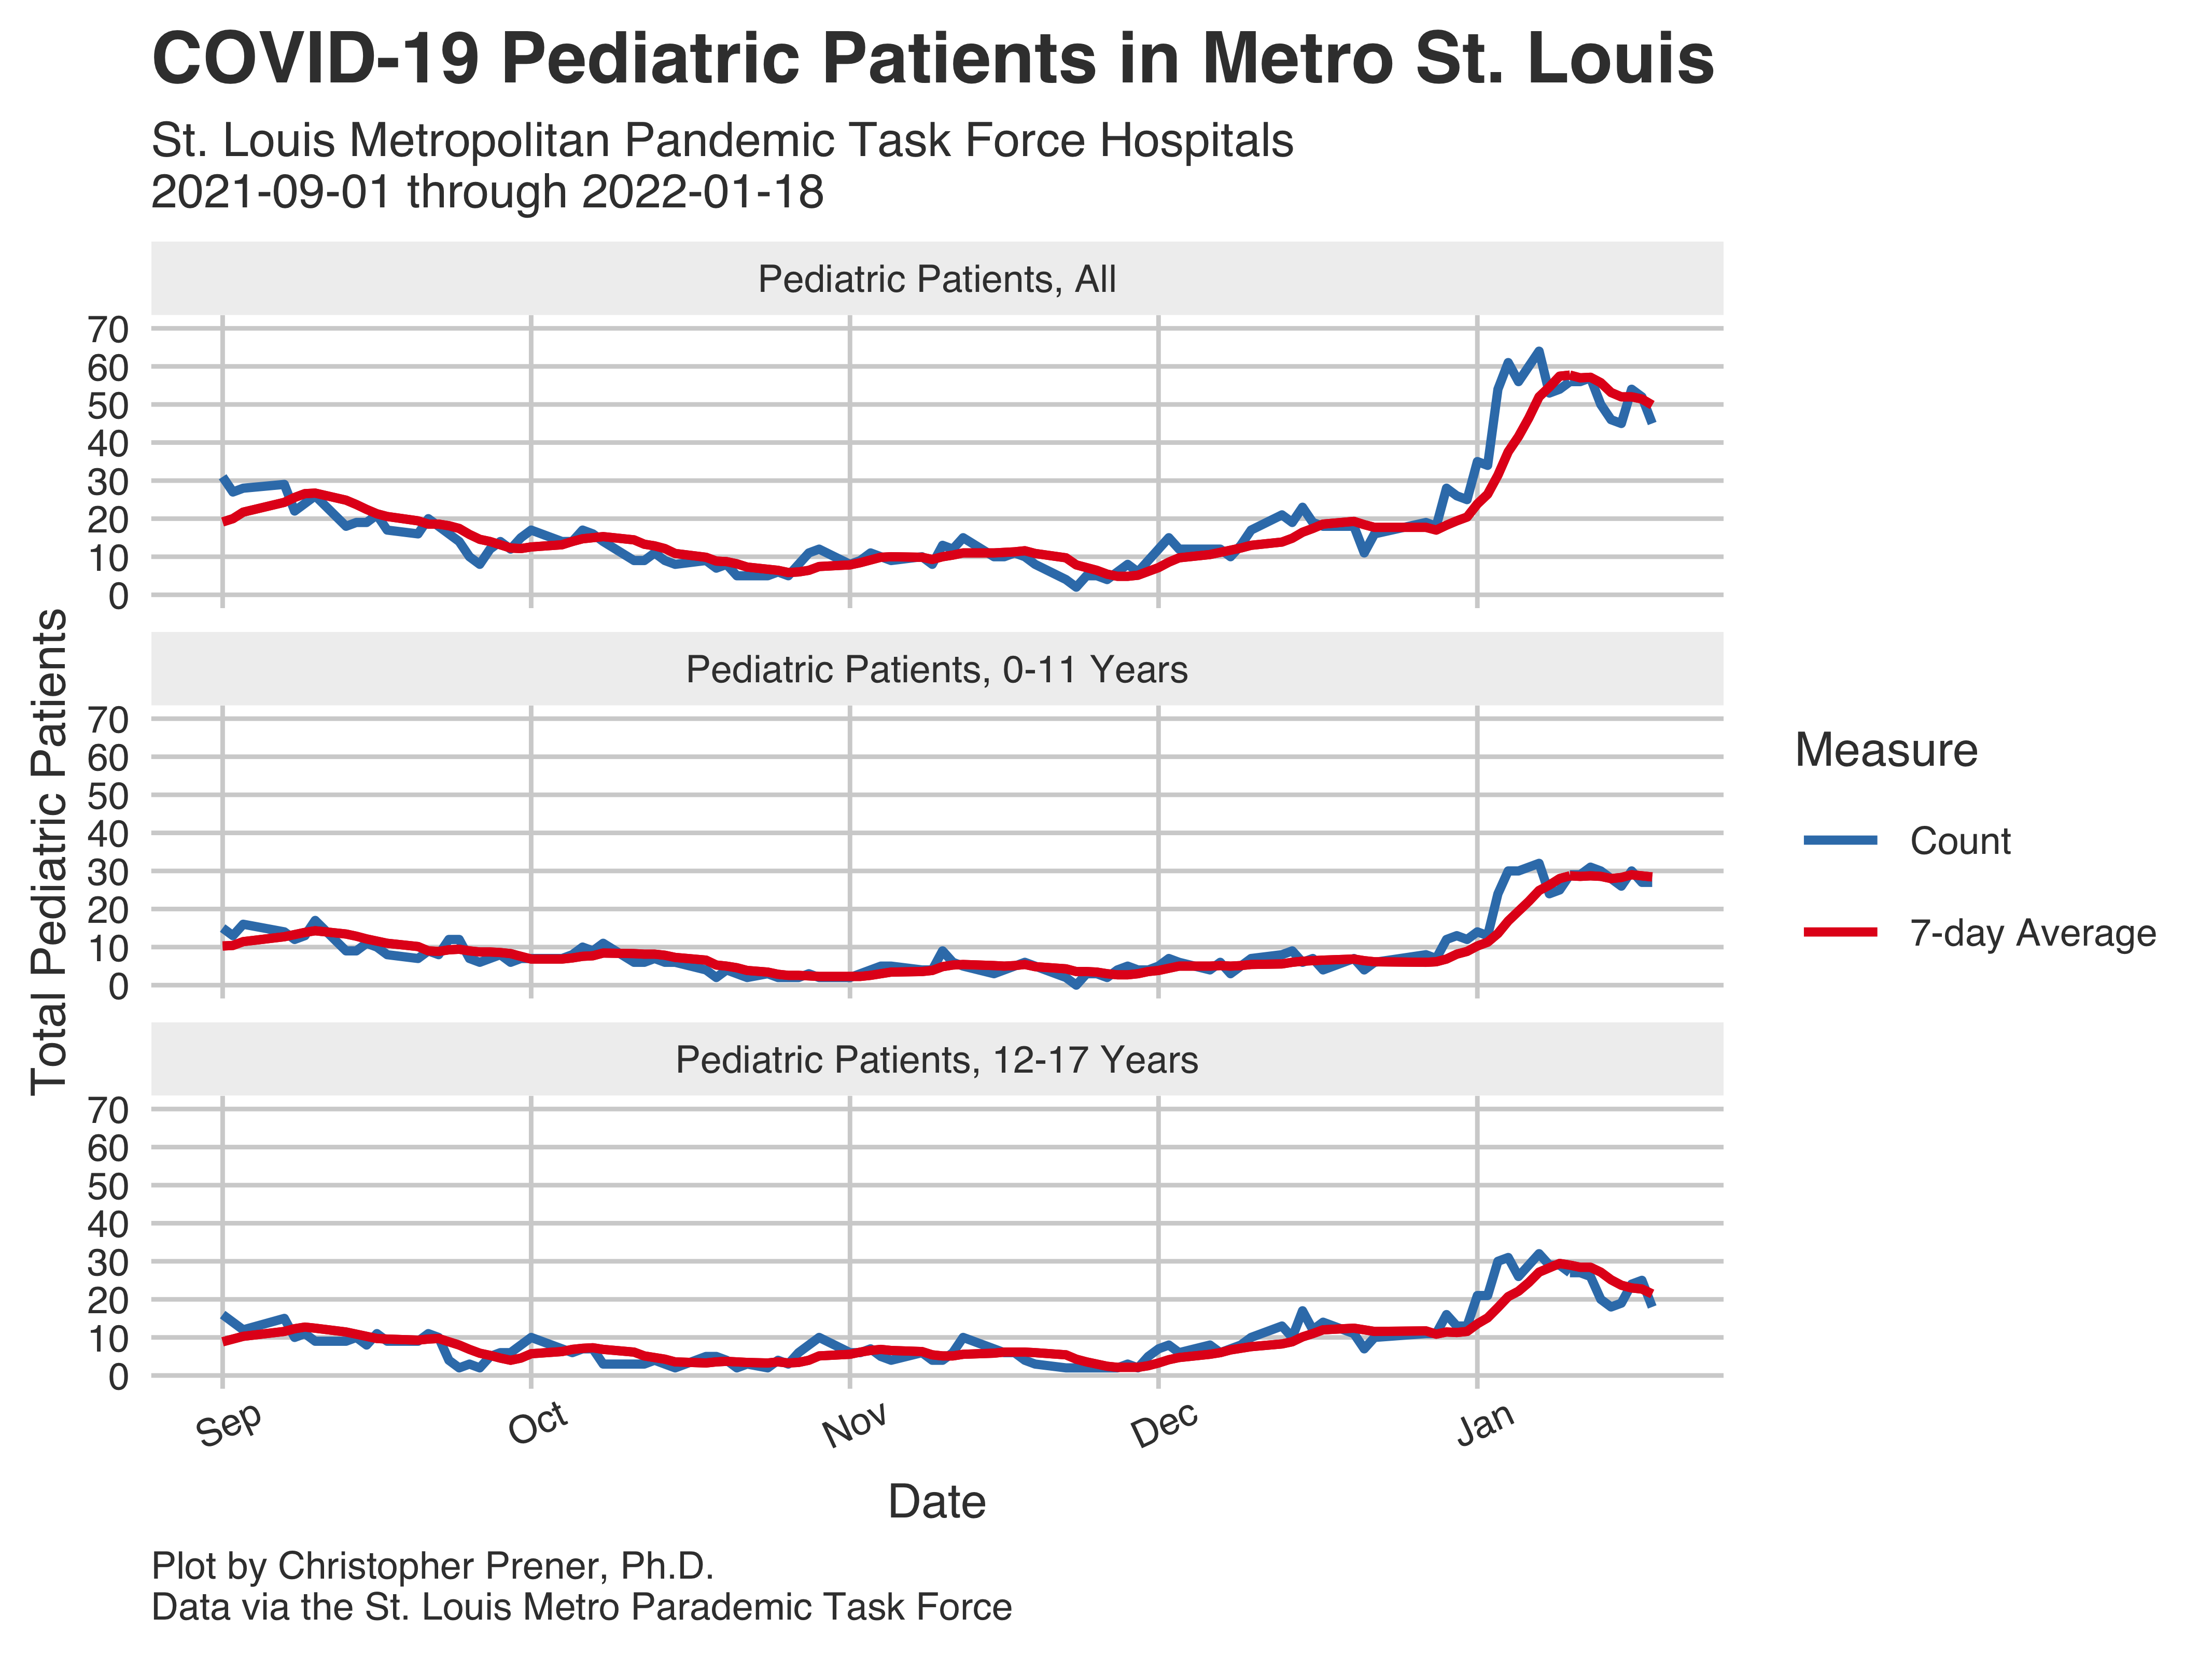 COVID-19 Pediatric Patients in Metro St. Louis
St. Louis Metropolitan Pandemic Task Force Hospitals
2021-09-01 through 2022-01-18
Pediatric Patients, All
70
60
50
40
30
20
10
0
Pediatric Patients, 0-11 Years
70
60
50
40
30
20
10
0
Pediatric Patients, 12-17 Years
70
60
50
40
30
20
10
0
Total Pediatric Patients
Sep Oct Nov Dec Jan
Date
Measure
Count
7-day Average
Plot by Christopher Prener, Ph.D.
Data via the St. Louis Metro Parademic Task Force